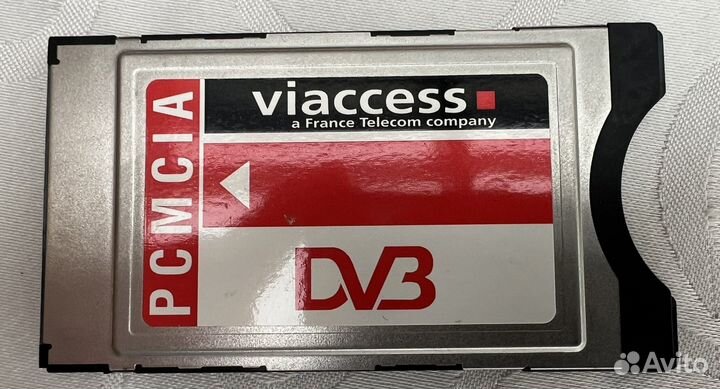 PCMCIA
viaccess
a France Telecom company
DVB
Avito